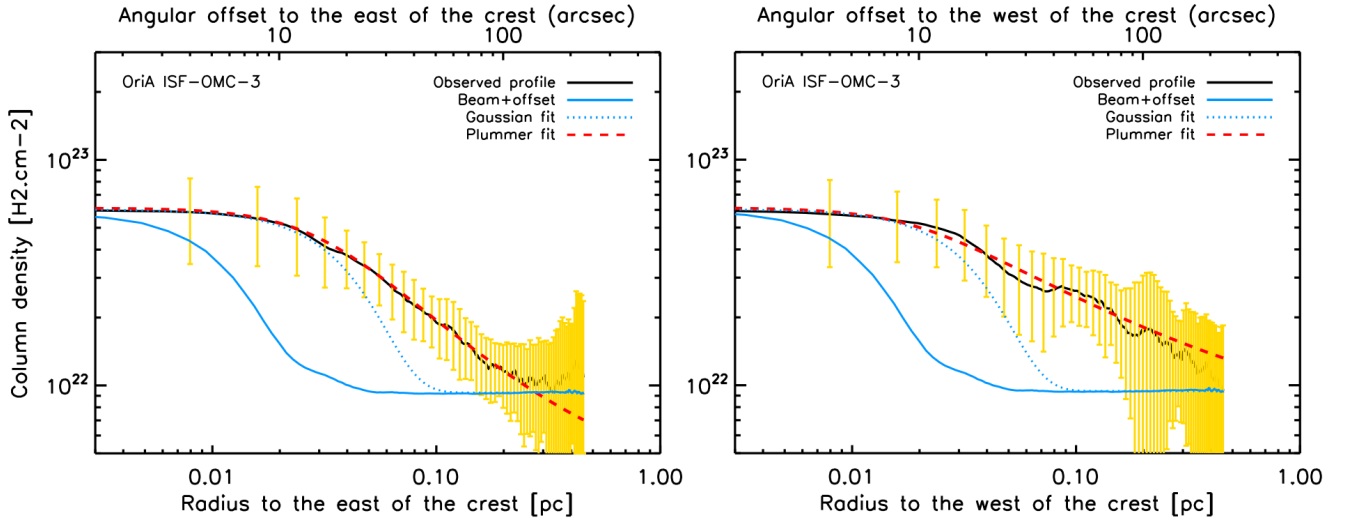 Angular offset to the east of the crest (arcsec)
10 100
OriA ISF-OMC-3
Observed profile
Beam+offset
Gaussian fit
Plummer fit
Column density [H2.cm-2]
10^23
10^22
0.01 0.10 1.00
Radius to the east of the crest [pc]
Angular offset to the west of the crest (arcsec)
10 100
OriA ISF-OMC-3
Observed profile
Beam+offset
Gaussian fit
Plummer fit
10^23
10^22
0.01 0.10 1.00
Radius to the west of the crest [pc]